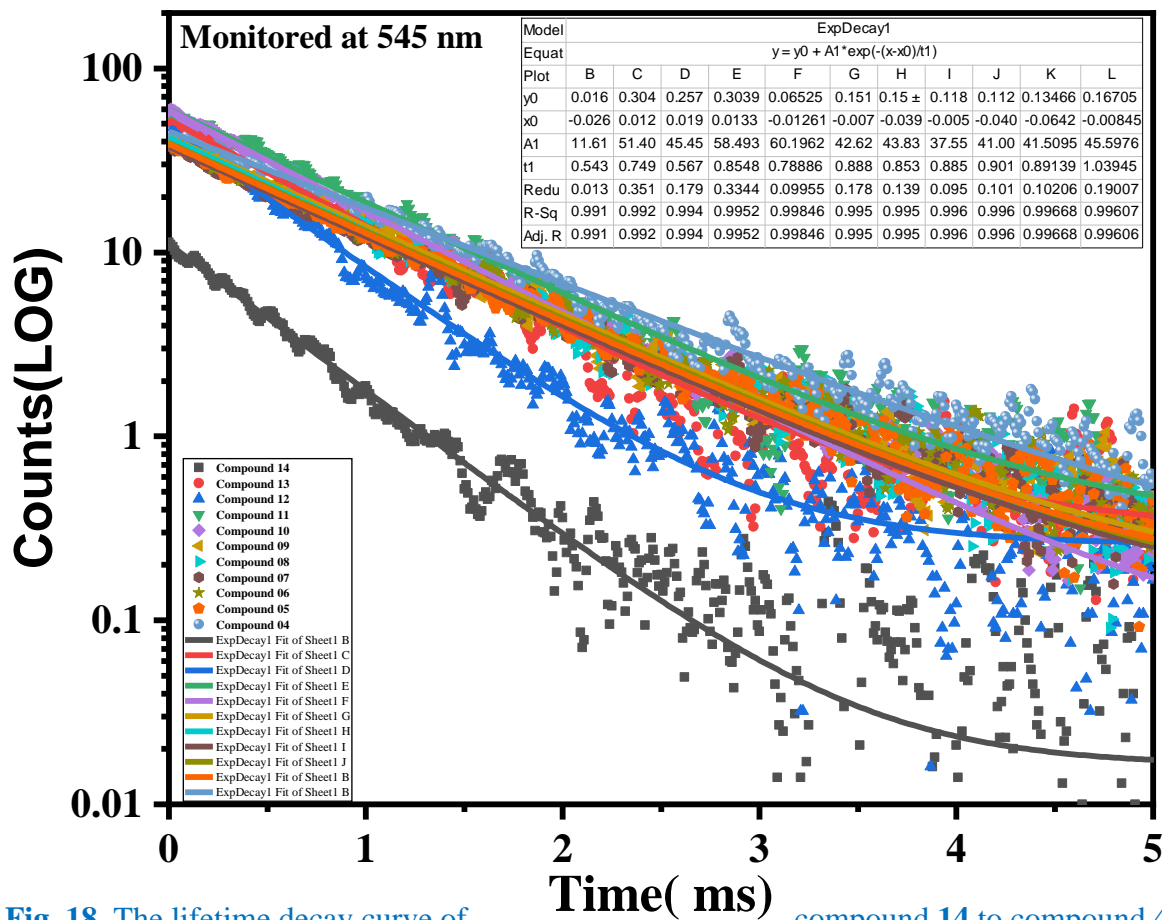 Monitored at 545 nm
Model ExpDecay1
Equat y = y0 + A1*exp(-(x-x0)/t1)
Plot B C D E F G H I J K L
y0 0.016 0.304 0.257 0.3039 0.06525 0.151 0.15 ± 0.118 0.112 0.13466 0.16705
x0 -0.026 0.012 0.019 0.0133 -0.01261 -0.007 -0.039 -0.005 -0.040 -0.0642 -0.00845
A1 11.61 51.40 45.45 58.493 60.1962 42.62 43.83 37.55 41.00 41.5095 45.5976
t1 0.543 0.749 0.567 0.8548 0.78886 0.888 0.853 0.885 0.901 0.89139 1.03945
Redu 0.013 0.351 0.179 0.3344 0.09955 0.178 0.139 0.095 0.101 0.10206 0.19007
R-Sq 0.991 0.992 0.994 0.9952 0.99846 0.995 0.995 0.996 0.996 0.99668 0.99607
Adj. R 0.991 0.992 0.994 0.9952 0.99846 0.995 0.995 0.996 0.996 0.99668 0.99606
Counts(LOG)
100
10
1
0.1
0.01
Compound 14
Compound 13
Compound 12
Compound 11
Compound 10
Compound 09
Compound 08
Compound 07
Compound 06
Compound 05
Compound 04
ExpDecay1 Fit of Sheet1 B
ExpDecay1 Fit of Sheet1 C
ExpDecay1 Fit of Sheet1 D
ExpDecay1 Fit of Sheet1 E
ExpDecay1 Fit of Sheet1 F
ExpDecay1 Fit of Sheet1 G
ExpDecay1 Fit of Sheet1 H
ExpDecay1 Fit of Sheet1 I
ExpDecay1 Fit of Sheet1 J
ExpDecay1 Fit of Sheet1 B
ExpDecay1 Fit of Sheet1 B
0 1 2 3 4 5
Time( ms)
Fig. 18 The lifetime decay curve of compound 14 to compound